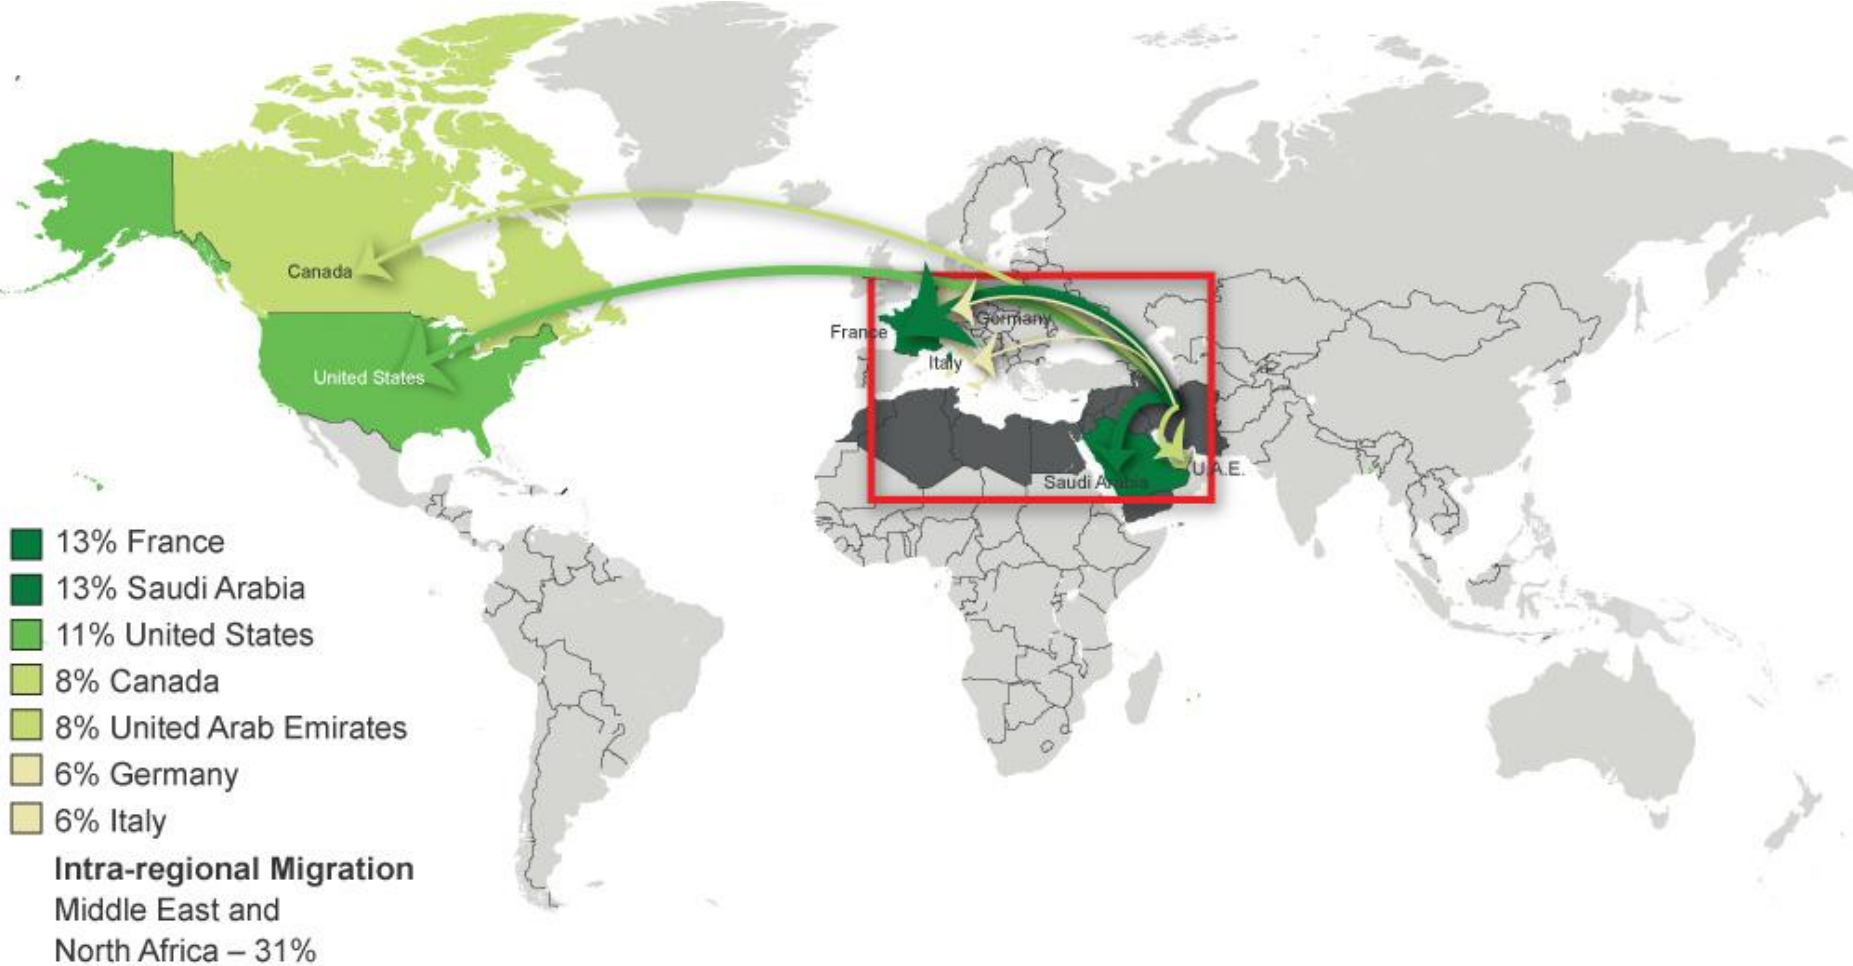 Canada
United States
France
Germany
Italy
Saudi Arabia
U.A.E.
13% France
13% Saudi Arabia
11% United States
8% Canada
8% United Arab Emirates
6% Germany
6% Italy
Intra-regional Migration
Middle East and
North Africa – 31%